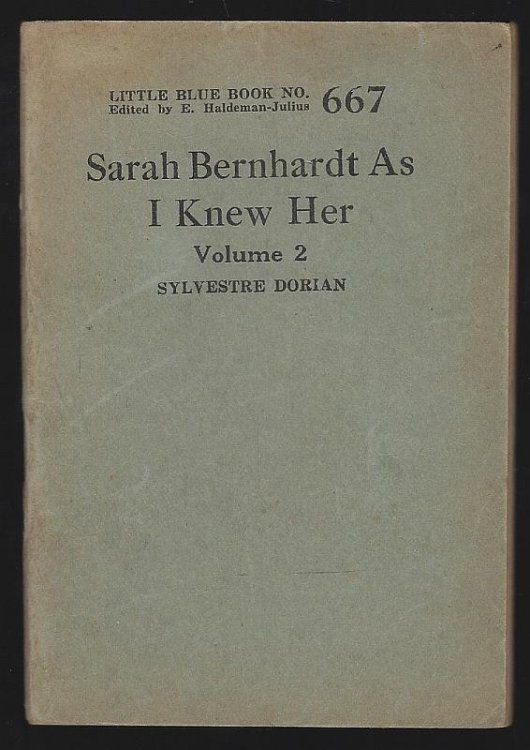 LITTLE BLUE BOOK NO. 667
Edited by E. Haldeman-Julius
Sarah Bernhardt As
I Knew Her
Volume 2
SYLVESTRE DORIAN